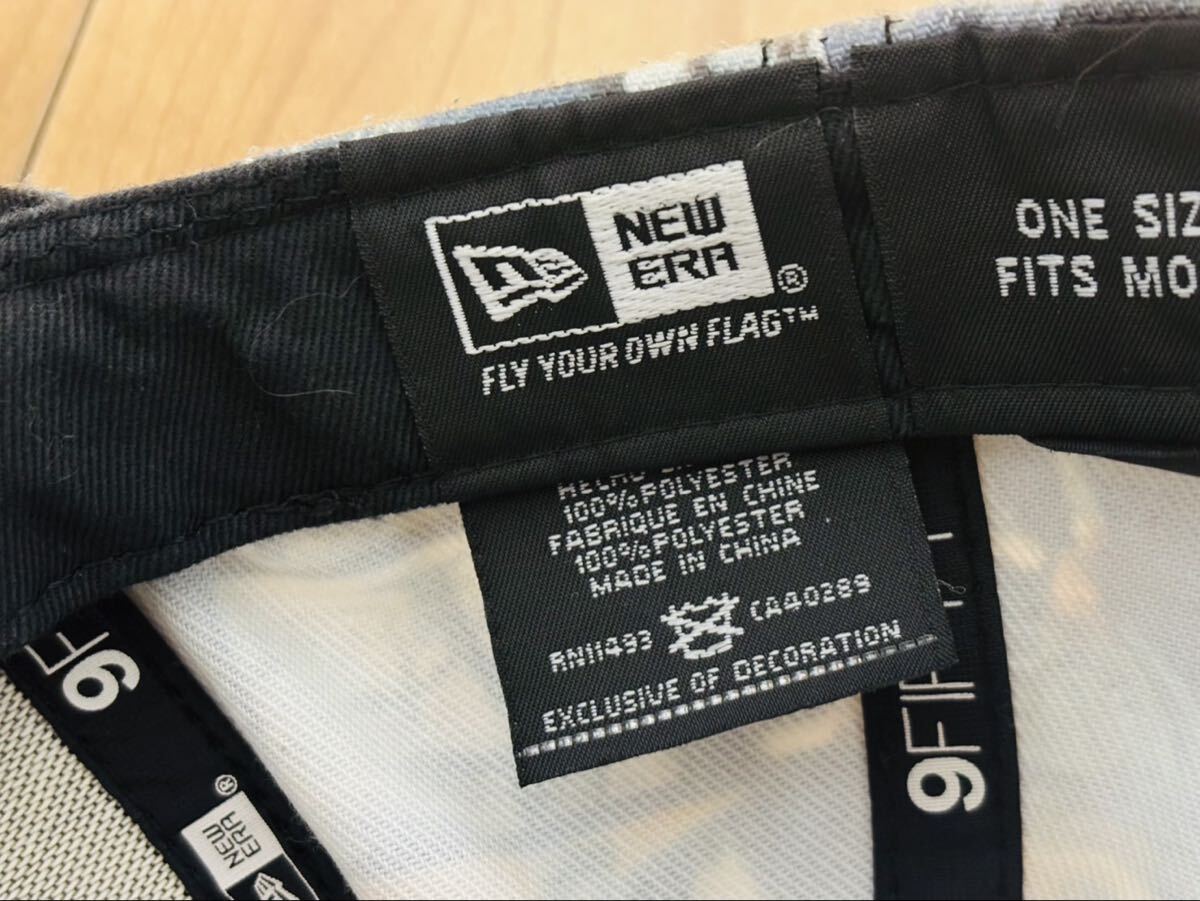 NEW
ERA
®
FLY YOUR OWN FLAG™
ONE SIZ
FITS MO
100% POLYESTER
FABRIQUE EN CHINE
100% POLYESTER
MADE IN CHINA
RN11493 CA40289
EXCLUSIVE OF DECORATION
9F
NEW
ERA
®
9FIF